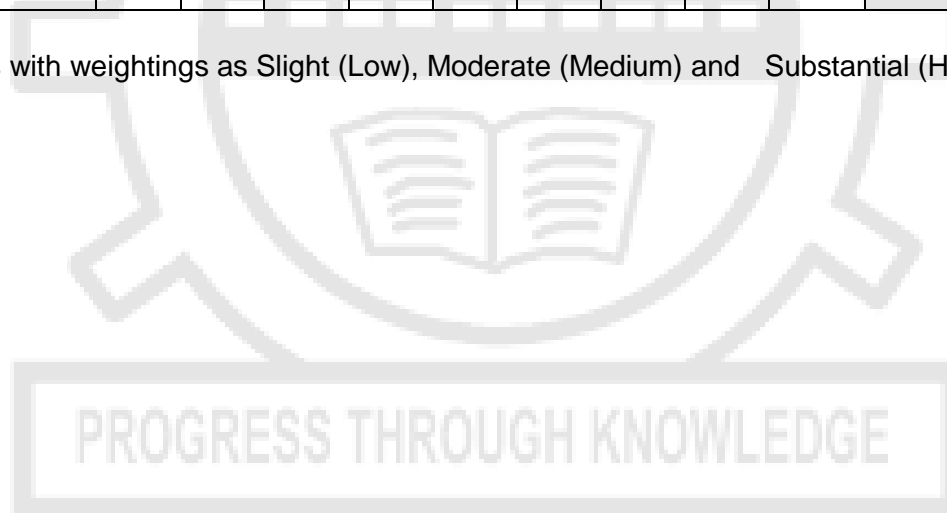 with weightings as Slight (Low), Moderate (Medium) and Substantial (H
PROGRESS THROUGH KNOWLEDGE